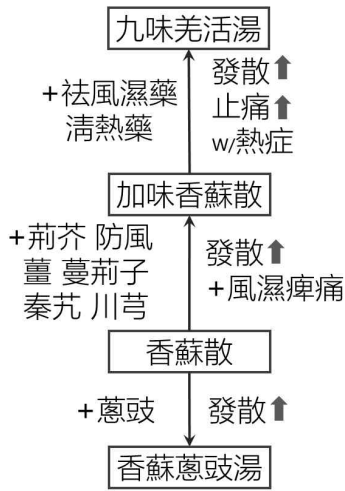 九味羌活湯
+祛風濕藥
清熱藥
發散⬆
止痛⬆
w/熱症
加味香蘇散
+荊芥 防風
薑 蔓荊子
秦艽 川芎
發散⬆
+風濕痺痛
香蘇散
+蔥豉
發散⬆
香蘇蔥豉湯